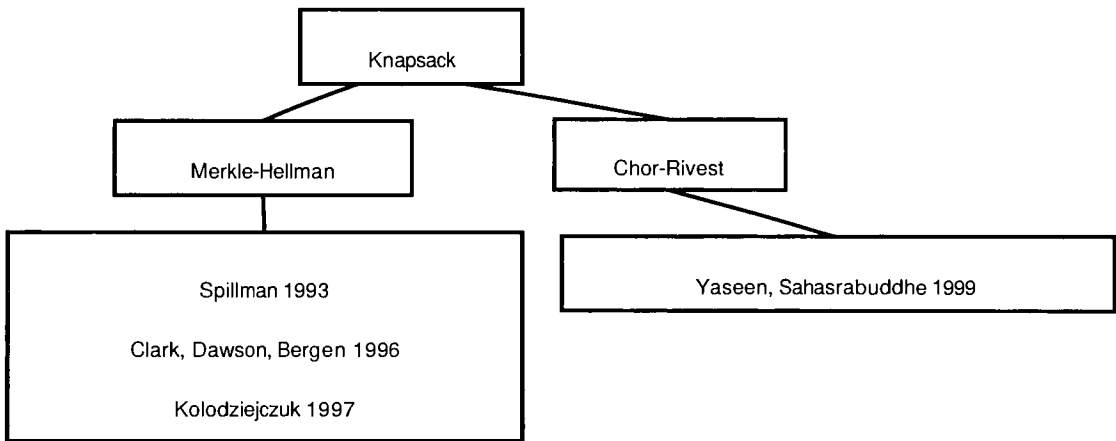 Knapsack
Merkle-Hellman
Chor-Rivest
Spillman 1993
Clark, Dawson, Bergen 1996
Kolodziejczuk 1997
Yaseen, Sahasrabuddhe 1999